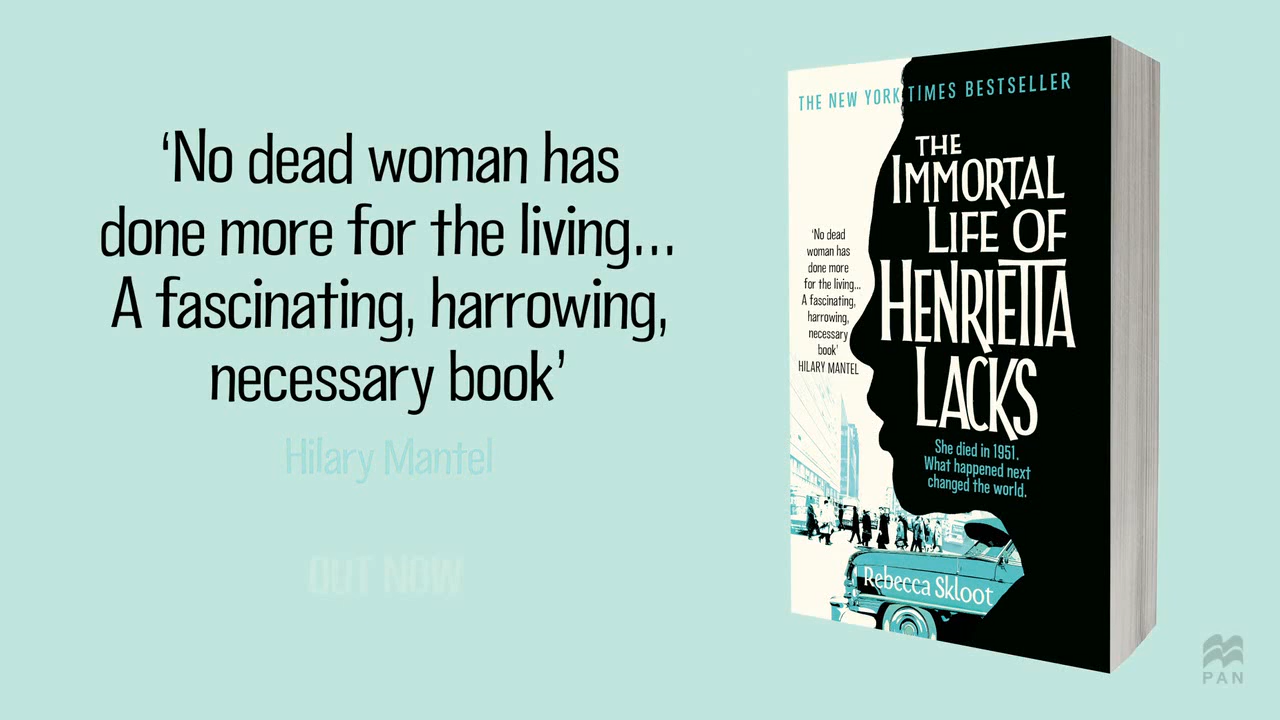 ‘No dead woman has
done more for the living...
A fascinating, harrowing,
necessary book’
Hilary Mantel
OUT NOW
THE NEW YORK TIMES BESTSELLER
THE
IMMORTAL
LIFE OF
HENRIETTA
LACKS
‘No dead
woman has
done more
for the living...
A fascinating,
harrowing,
necessary
book’
HILARY MANTEL
She died in 1951.
What happened next
changed the world.
Rebecca Skloot
PAN